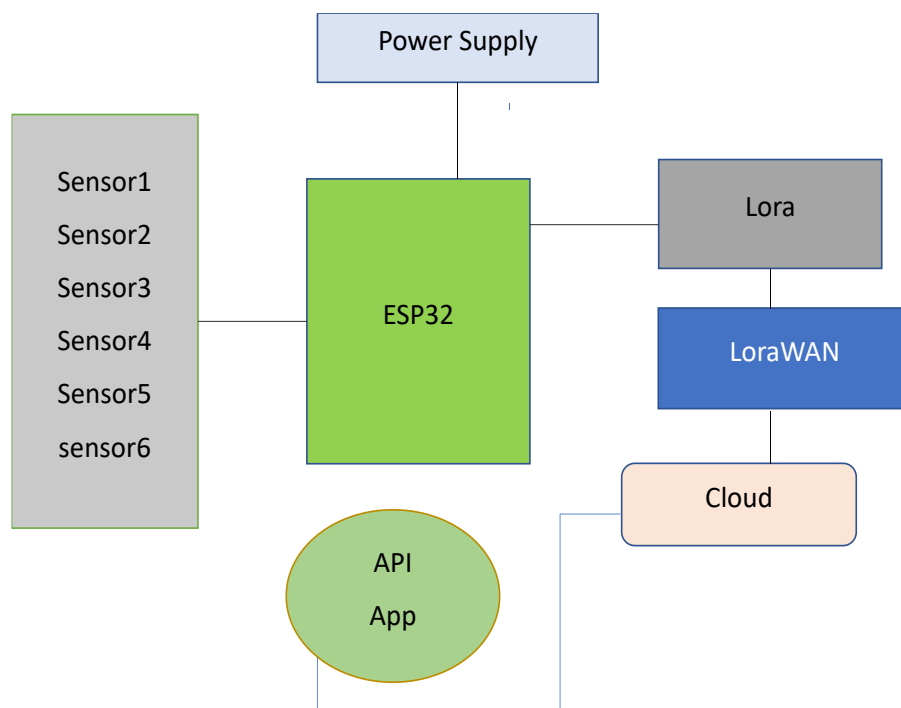 Power Supply
Sensor1
Sensor2
Sensor3
Sensor4
Sensor5
sensor6
ESP32
Lora
LoraWAN
Cloud
API
App